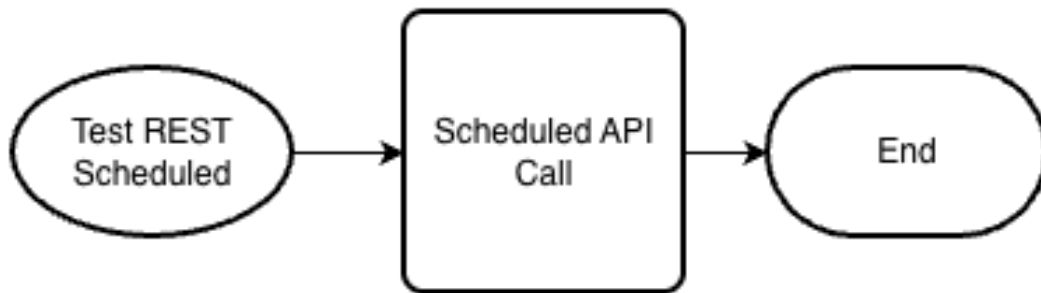 Test REST
Scheduled
Scheduled API
Call
End